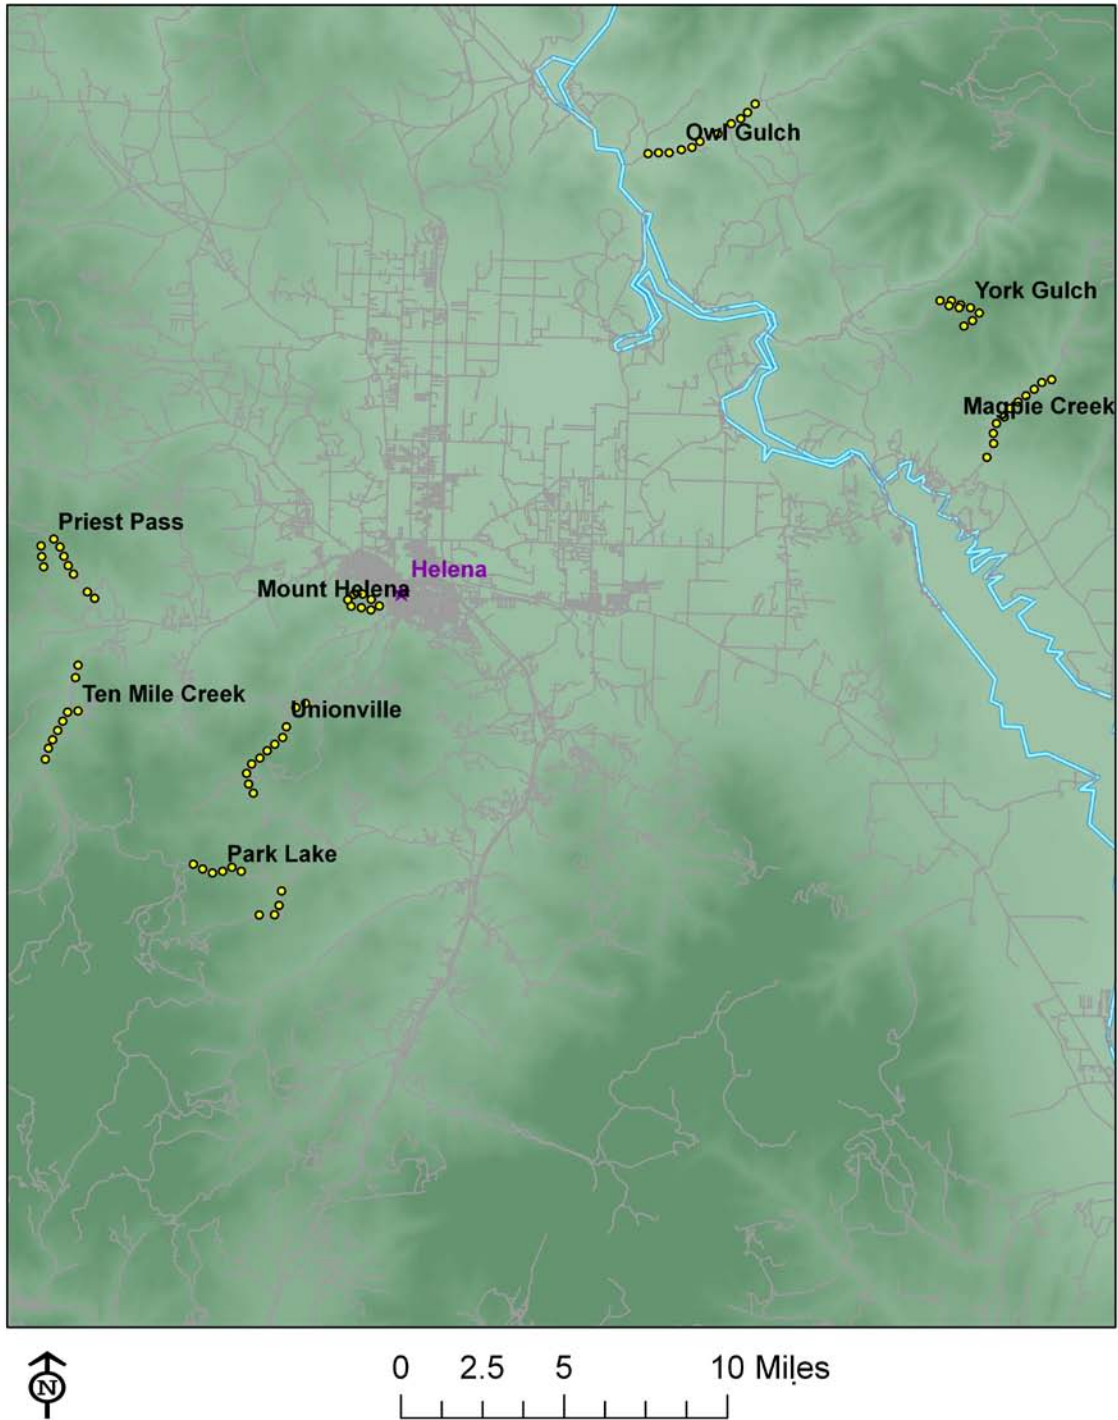 Owl Gulch
York Gulch
Magpie Creek
Priest Pass
Helena
Mount Helena
Ten Mile Creek
Unionville
Park Lake
N
0 2.5 5 10 Miles